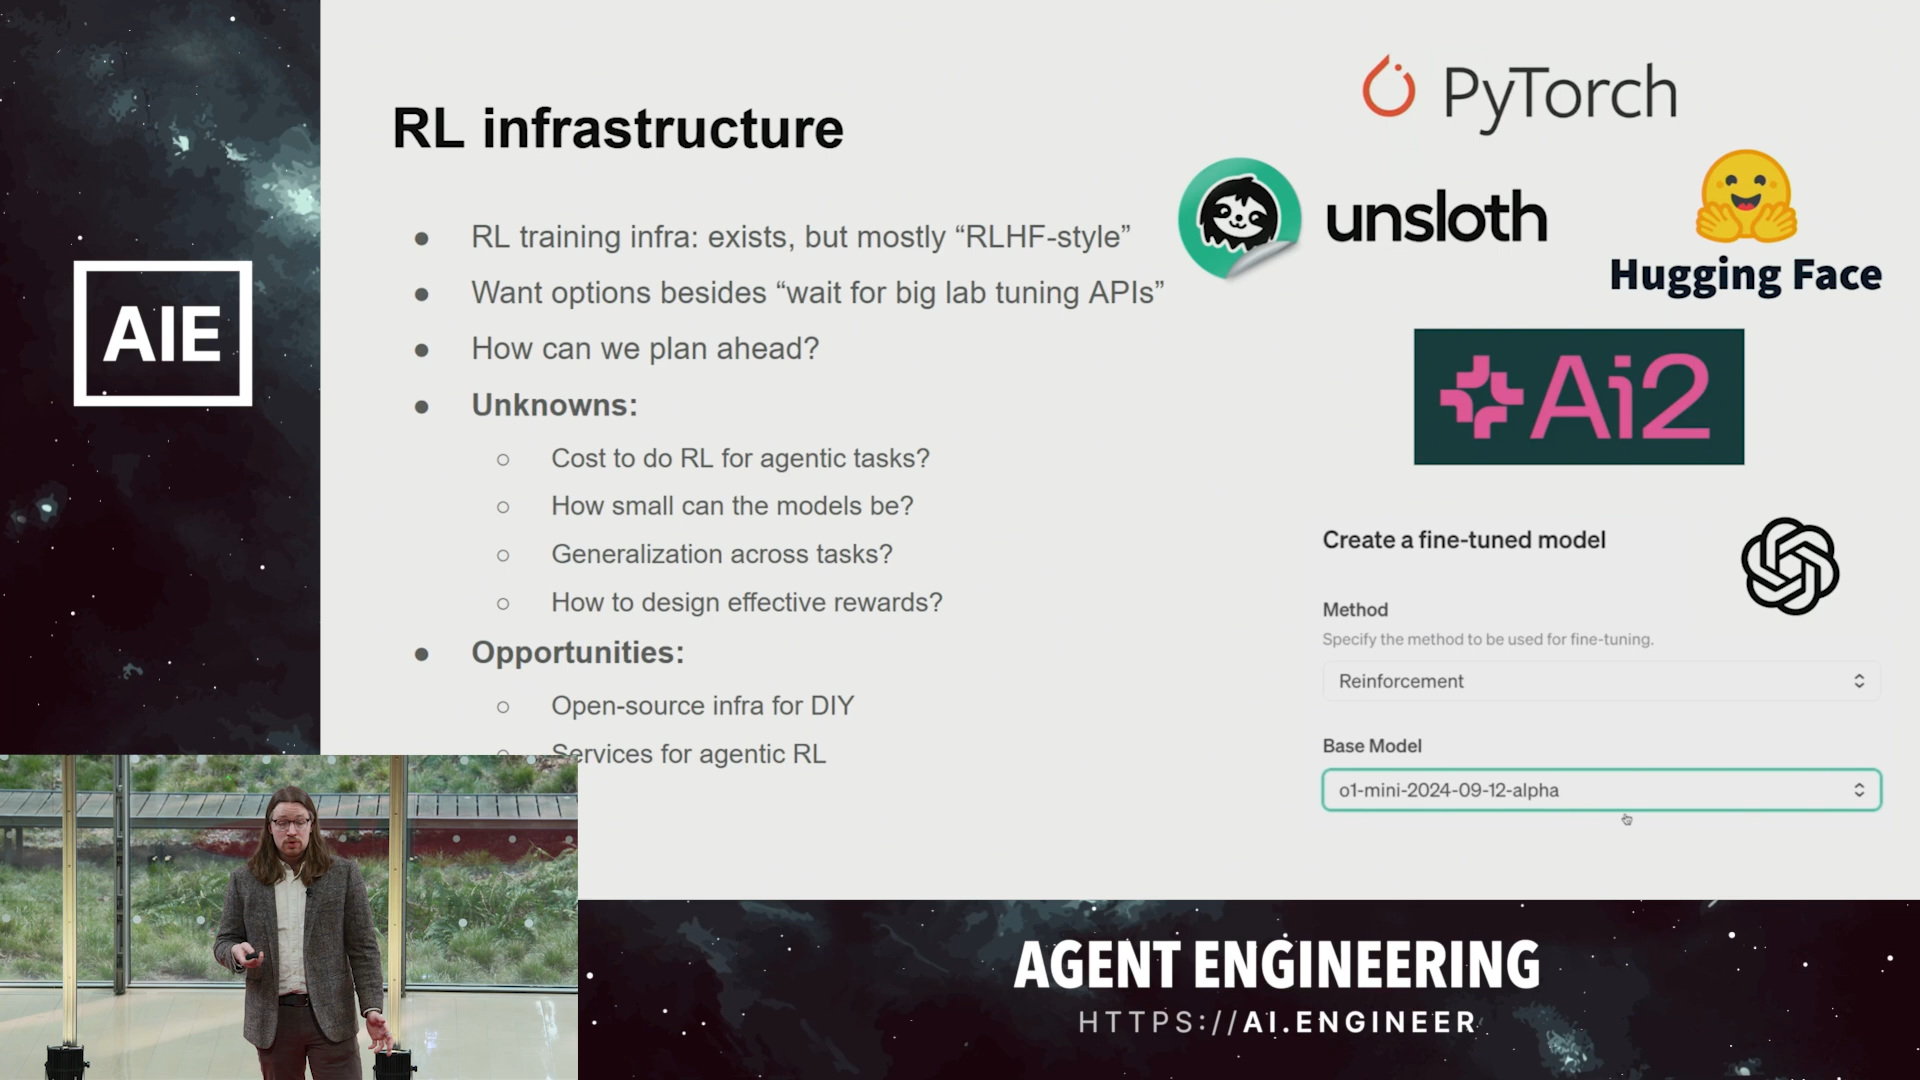 AIE
RL infrastructure
● RL training infra: exists, but mostly “RLHF-style”
● Want options besides “wait for big lab tuning APIs”
● How can we plan ahead?
● Unknowns:
○ Cost to do RL for agentic tasks?
○ How small can the models be?
○ Generalization across tasks?
○ How to design effective rewards?
● Opportunities:
○ Open-source infra for DIY
○ Services for agentic RL
PyTorch
unsloth
Hugging Face
Ai2
Create a fine-tuned model
Method
Specify the method to be used for fine-tuning.
Reinforcement
Base Model
o1-mini-2024-09-12-alpha
AGENT ENGINEERING
HTTPS://AI.ENGINEER